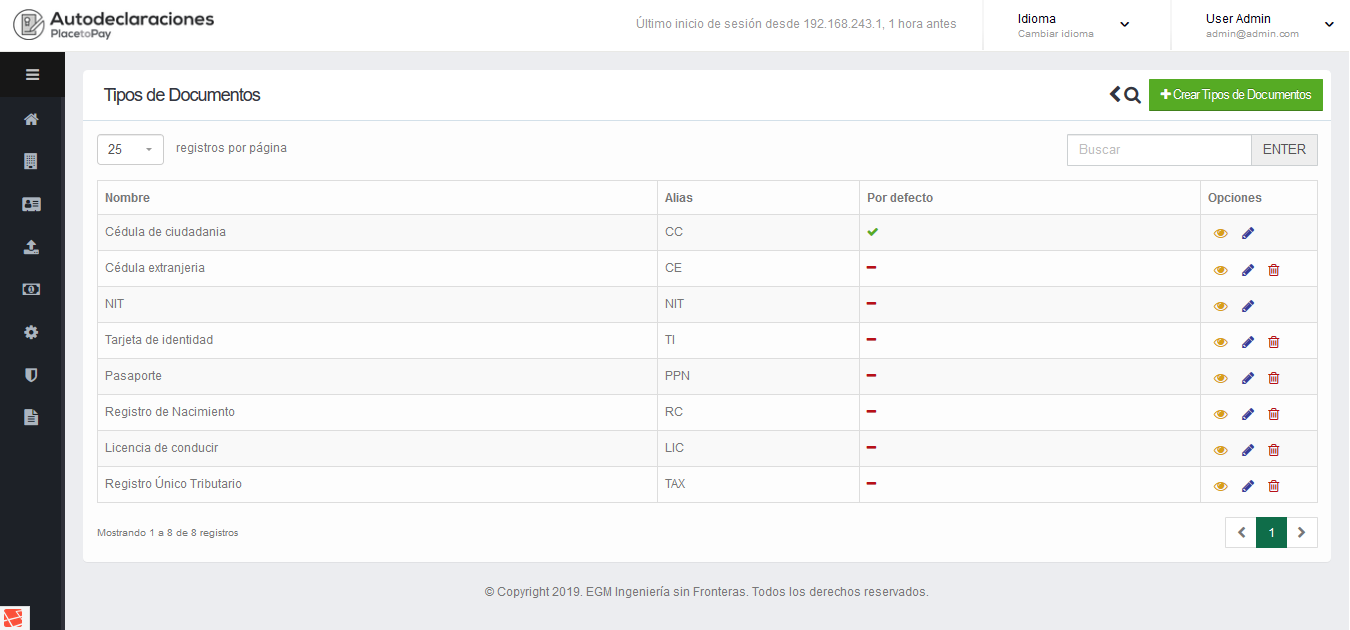 Autodeclaraciones
PlacetoPay
Último inicio de sesión desde 192.168.243.1, 1 hora antes
Idioma
Cambiar idioma
User Admin
admin@admin.com
Tipos de Documentos
Crear Tipos de Documentos
25 registros por página
Buscar ENTER
Nombre Alias Por defecto Opciones
Cédula de ciudadania CC
Cédula extranjeria CE
NIT NIT
Tarjeta de identidad TI
Pasaporte PPN
Registro de Nacimiento RC
Licencia de conducir LIC
Registro Único Tributario TAX
Mostrando 1 a 8 de 8 registros
1
© Copyright 2019. EGM Ingeniería sin Fronteras. Todos los derechos reservados.